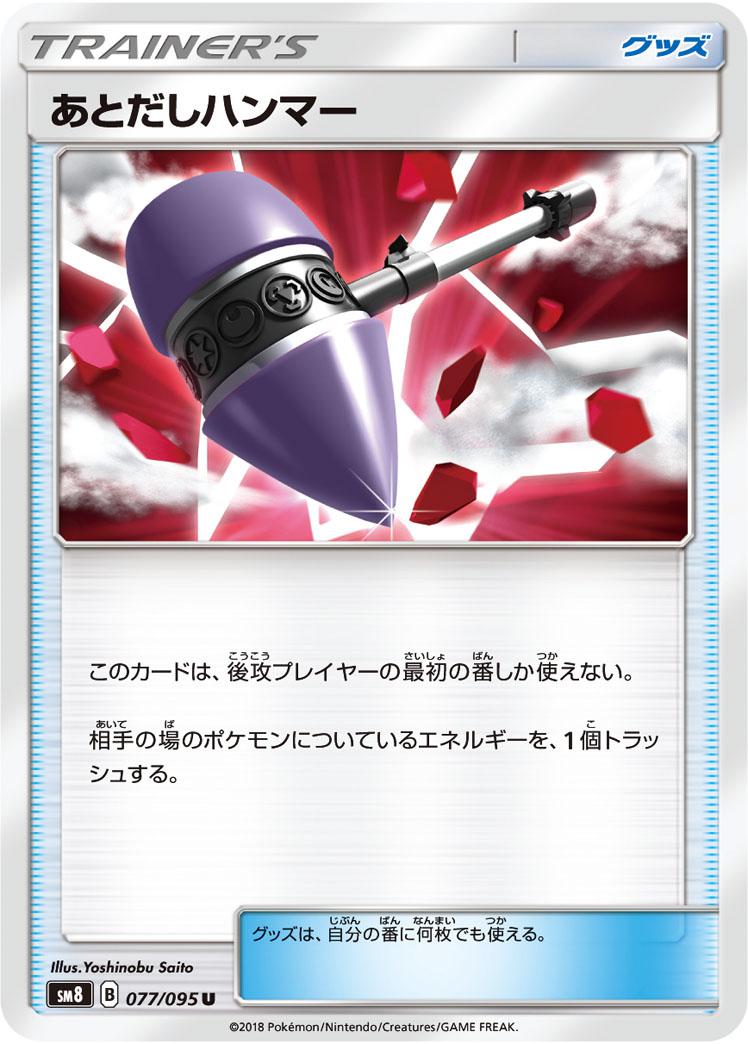 TRAINER'S
グッズ
あとだしハンマー
このカードは、後攻プレイヤーの最初の番しか使えない。
相手の場のポケモンについているエネルギーを、1個トラッ
シュする。
グッズは、自分の番に何枚でも使える。
Illus.Yoshinobu Saito
SM8 B 077/095 U
©2018 Pokémon/Nintendo/Creatures/GAME FREAK.